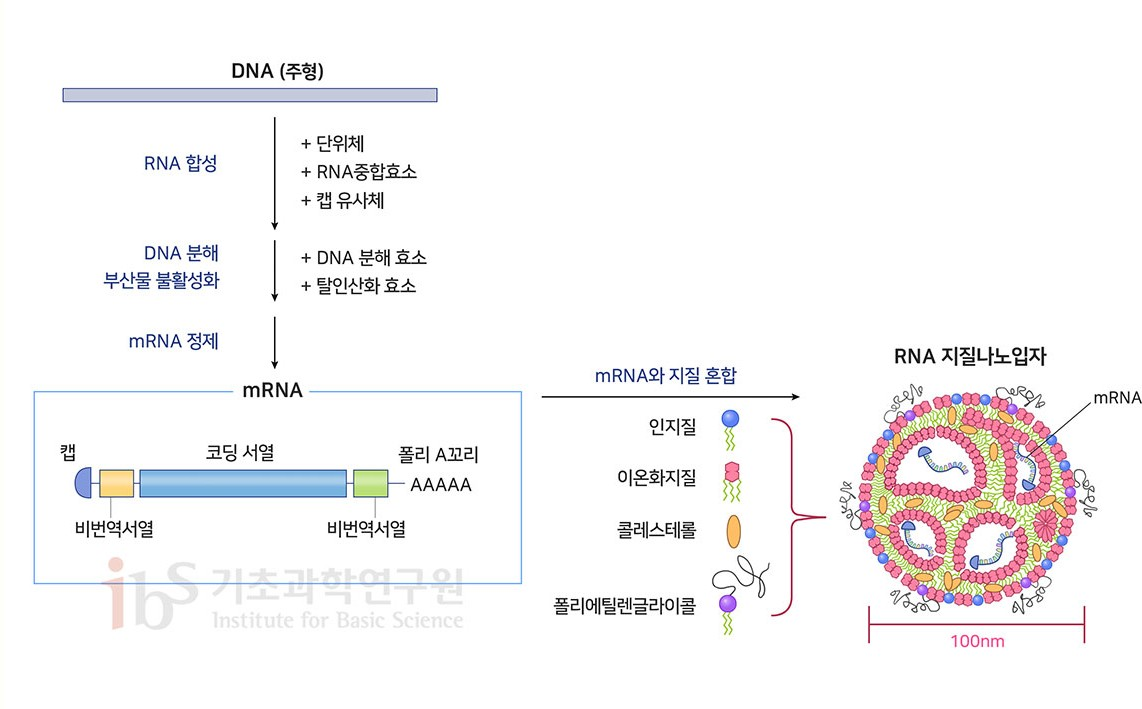 DNA (주형)
RNA 합성
+ 단위체
+ RNA중합효소
+ 캡 유사체
DNA 분해
부산물 불활성화
+ DNA 분해 효소
+ 탈인산화 효소
mRNA 정제
mRNA
캡
코딩 서열
폴리 A꼬리
AAAAA
비번역서열
비번역서열
mRNA와 지질 혼합
인지질
이온화지질
콜레스테롤
폴리에틸렌글라이콜
RNA 지질나노입자
mRNA
100nm
ibs 기초과학연구원
Institute for Basic Science